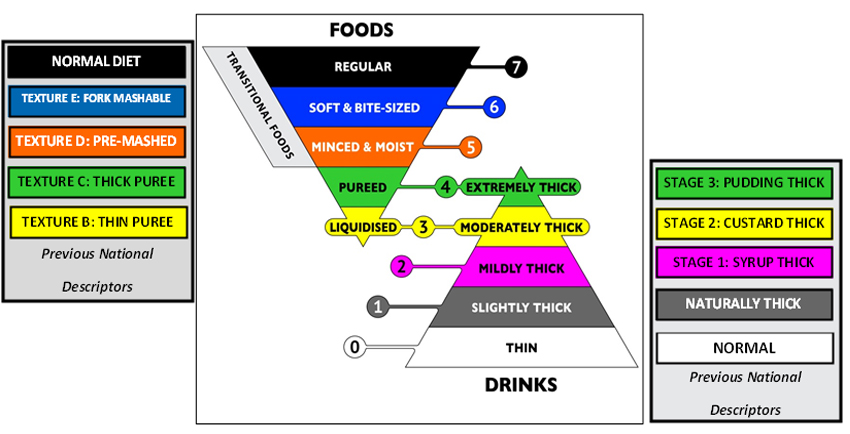 NORMAL DIET
TEXTURE E: FORK MASHABLE
TEXTURE D: PRE-MASHED
TEXTURE C: THICK PUREE
TEXTURE B: THIN PUREE
Previous National
Descriptors
FOODS
TRANSITIONAL FOODS
REGULAR
7
SOFT & BITE-SIZED
6
MINCED & MOIST
5
PUREED
4
EXTREMELY THICK
LIQUIDISED
3
MODERATELY THICK
2
MILDLY THICK
1
SLIGHTLY THICK
0
THIN
DRINKS
STAGE 3: PUDDING THICK
STAGE 2: CUSTARD THICK
STAGE 1: SYRUP THICK
NATURALLY THICK
NORMAL
Previous National
Descriptors